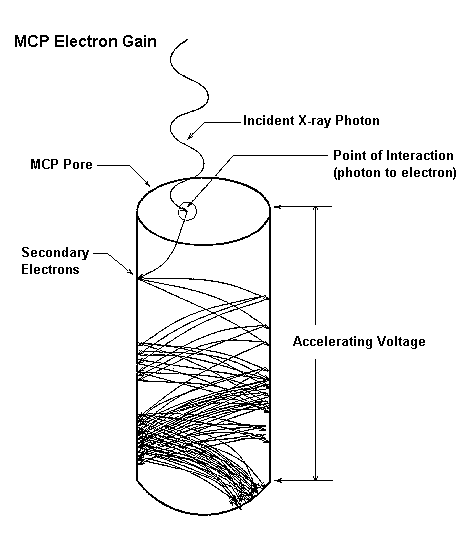 MCP Electron Gain
Incident X-ray Photon
Point of Interaction
(photon to electron)
MCP Pore
Secondary
Electrons
Accelerating Voltage